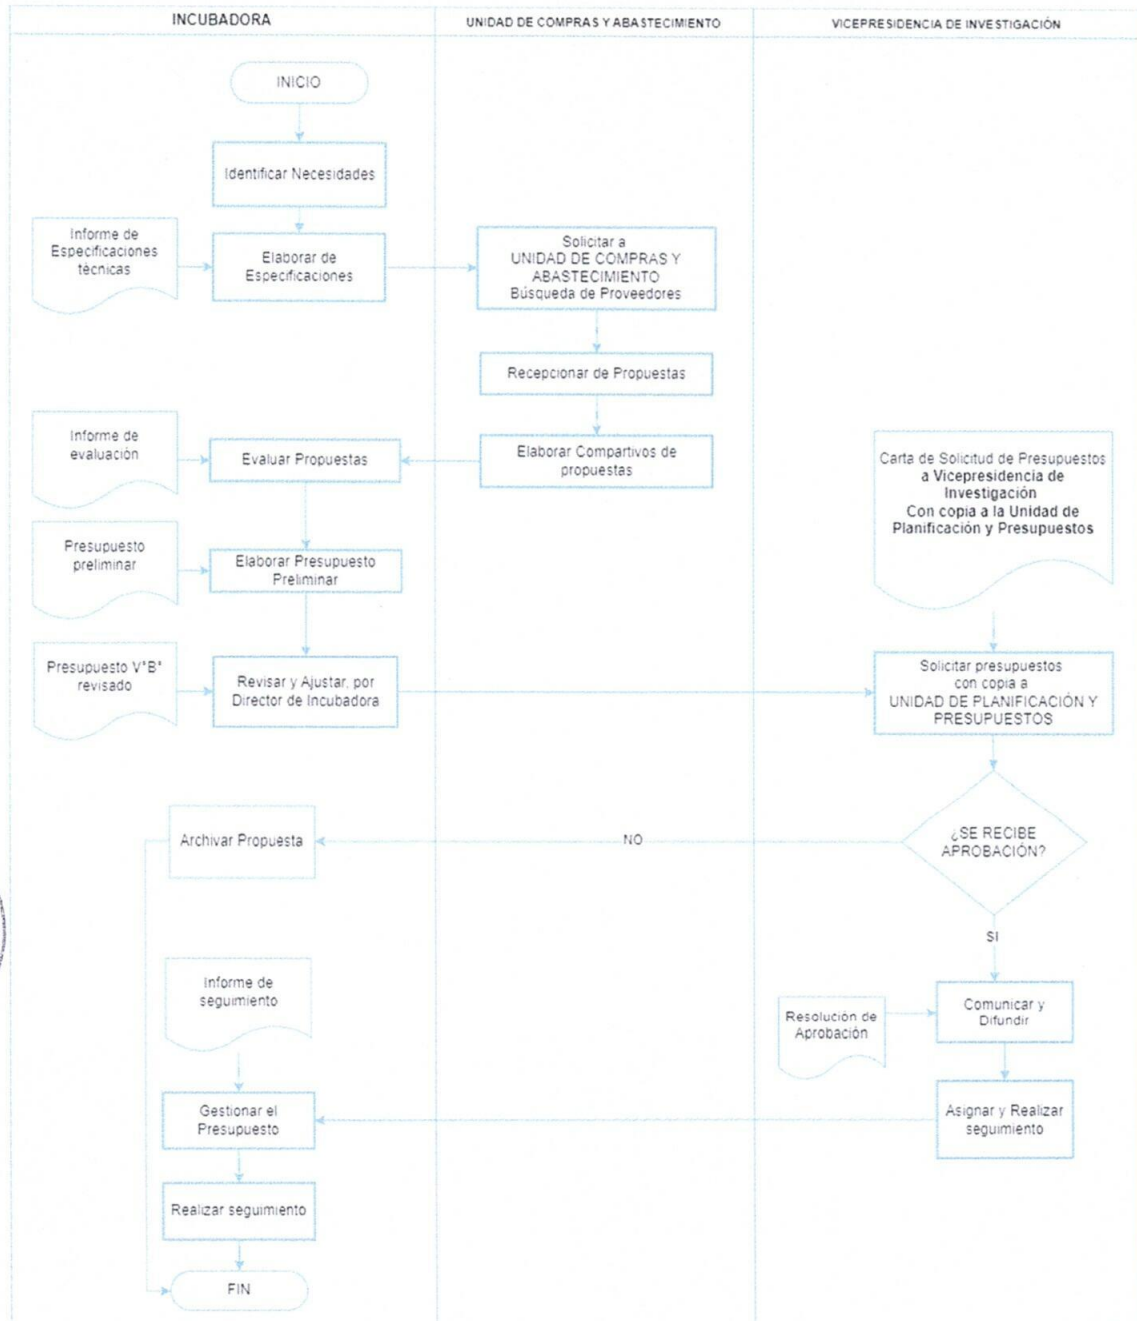 INCUBADORA
UNIDAD DE COMPRAS Y ABASTECIMIENTO
VICEPRESIDENCIA DE INVESTIGACIÓN
INICIO
Identificar Necesidades
Informe de
Especificaciones
técnicas
Elaborar de
Especificaciones
Solicitar a
UNIDAD DE COMPRAS Y
ABASTECIMIENTO
Búsqueda de Proveedores
Recepcionar de Propuestas
Informe de
evaluación
Evaluar Propuestas
Elaborar Compartivos de
propuestas
Carta de Solicitud de Presupuestos
a Vicepresidencia de
Investigación
Con copia a la Unidad de
Planificación y Presupuestos
Presupuesto
preliminar
Elaborar Presupuesto
Preliminar
Presupuesto V°B°
revisado
Revisar y Ajustar, por
Director de Incubadora
Solicitar presupuestos
con copia a
UNIDAD DE PLANIFICACIÓN Y
PRESUPUESTOS
Archivar Propuesta
NO
¿SE RECIBE
APROBACIÓN?
SI
Informe de
seguimiento
Resolución de
Aprobación
Comunicar y
Difundir
Gestionar el
Presupuesto
Asignar y Realizar
seguimiento
Realizar seguimiento
FIN